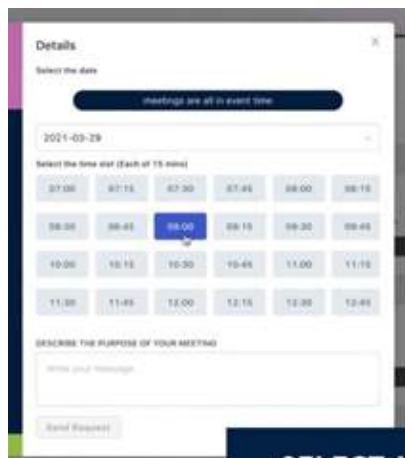 Details
Select the date
meetings are all in event time
2021-03-29
Select the time slot (Each of 15 mins)
07:00 07:15 07:30 07:45 08:00 08:15
08:30 08:45 09:00 09:15 09:30 09:45
10:00 10:15 10:30 10:45 11:00 11:15
11:30 11:45 12:00 12:15 12:30 12:45
DESCRIBE THE PURPOSE OF YOUR MEETING
Write your message
Send Request